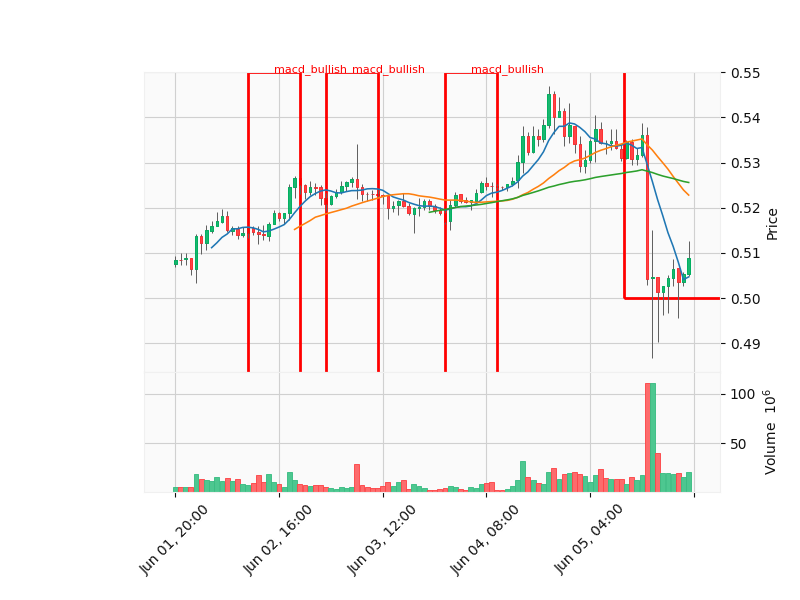 macd_bullish macd_bullish macd_bullish
0.55
0.54
0.53
0.52
0.51
0.50
0.49
Price
100
50
Volume 10^6
Jun 01, 20:00
Jun 02, 16:00
Jun 03, 12:00
Jun 04, 08:00
Jun 05, 04:00